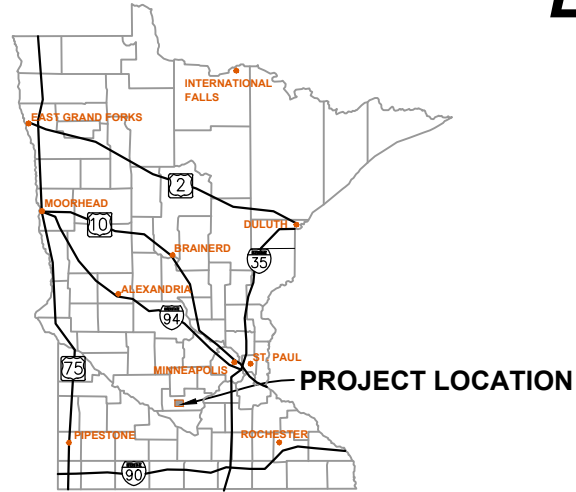 INTERNATIONAL
FALLS
EAST GRAND FORKS
2
MOORHEAD
10
DULUTH
BRAINERD
35
ALEXANDRIA
94
75
MINNEAPOLIS
ST. PAUL
PROJECT LOCATION
PIPESTONE
ROCHESTER
90